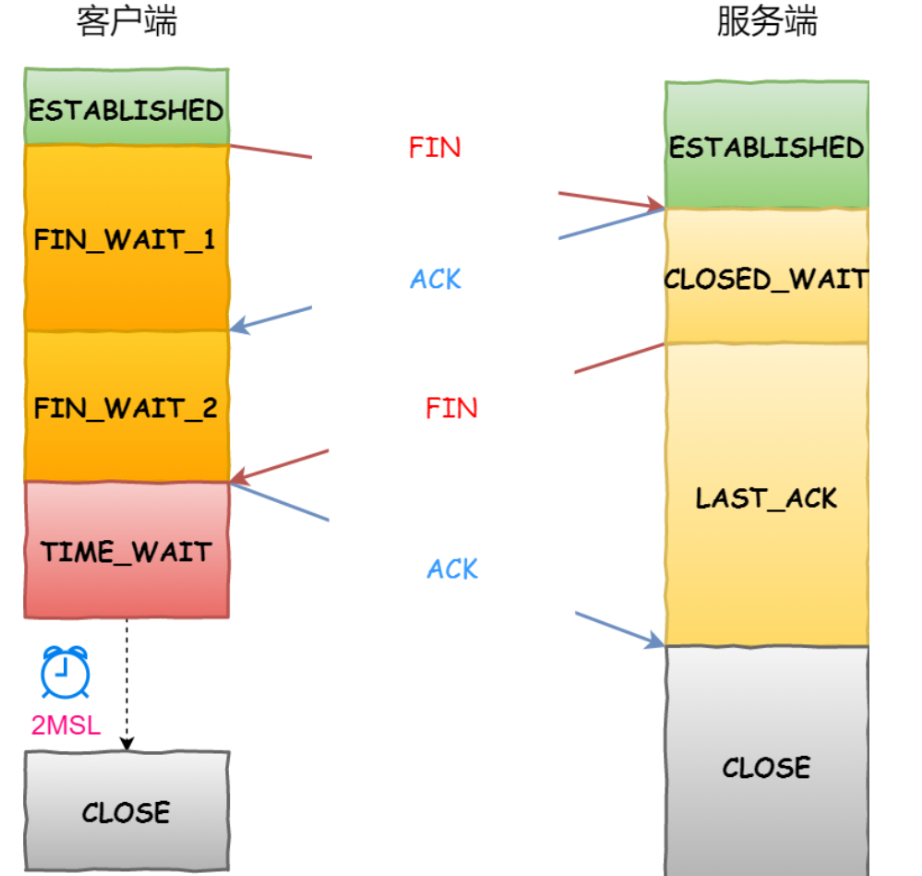 客户端
服务端
ESTABLISHED
FIN
ESTABLISHED
FIN_WAIT_1
ACK
CLOSED_WAIT
FIN_WAIT_2
FIN
LAST_ACK
TIME_WAIT
ACK
2MSL
CLOSE
CLOSE